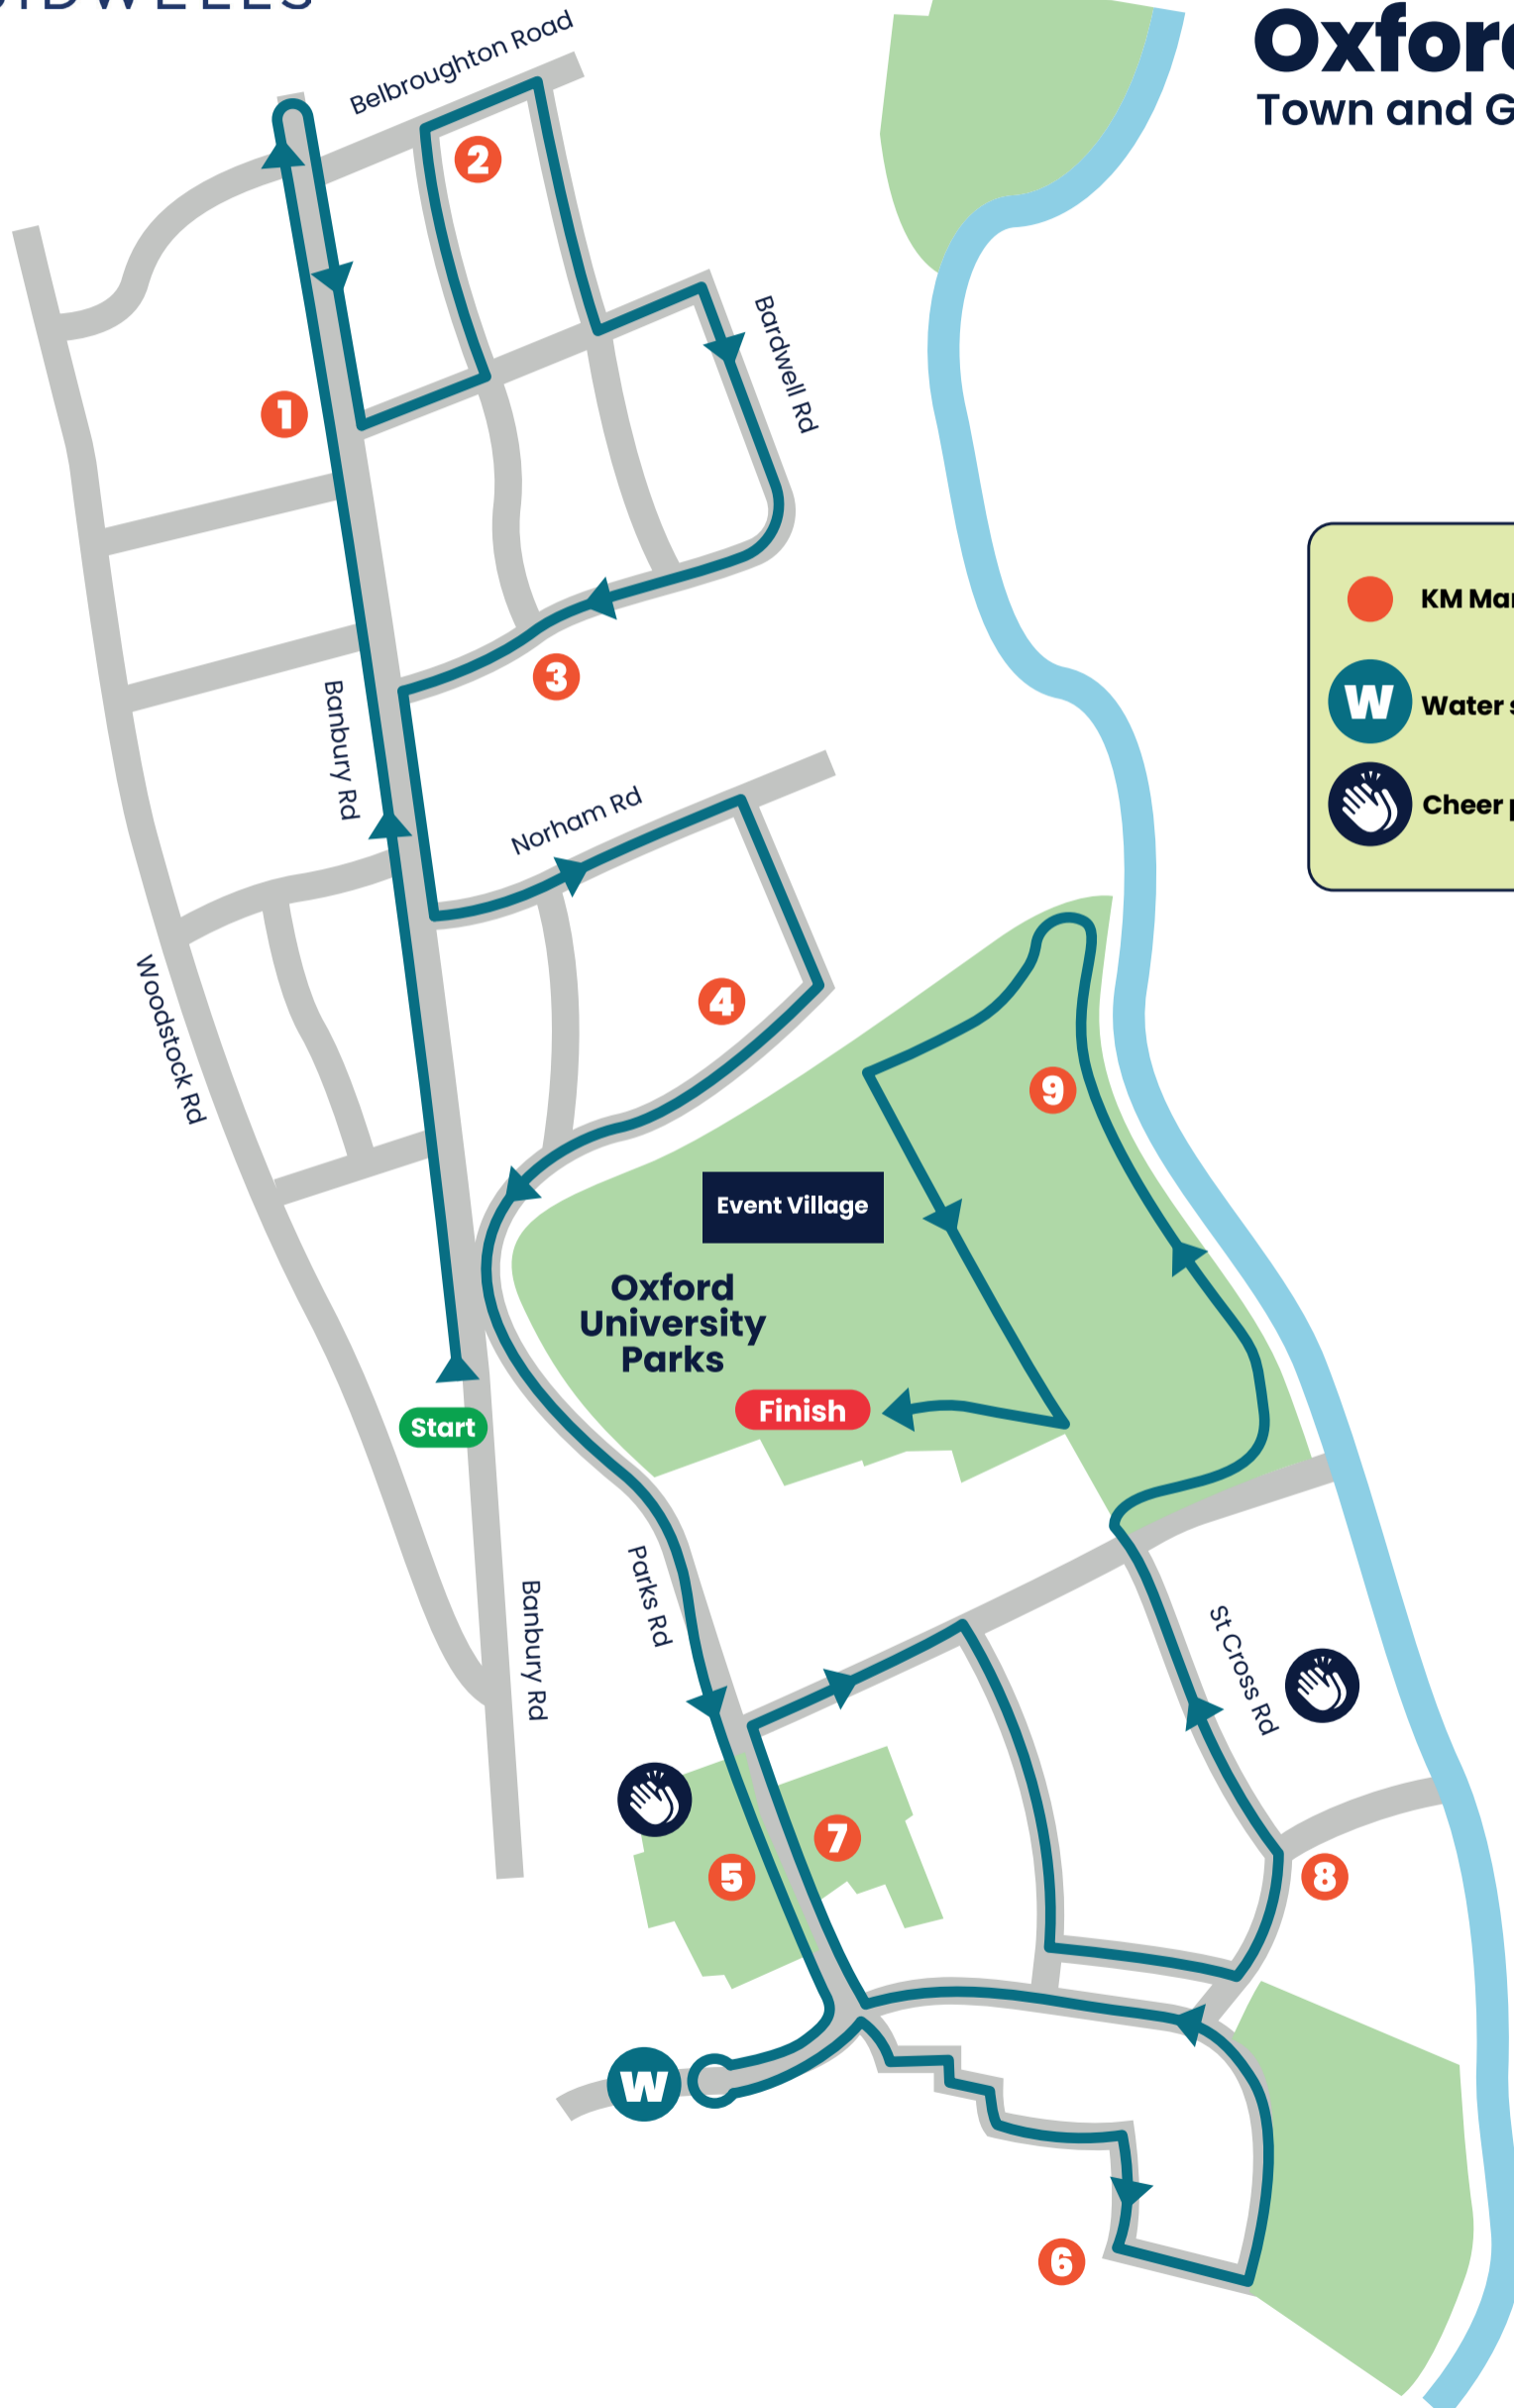 Belbroughton Road
Oxford
Town and G
2
Bardwell Rd
1
KM Mar
3
W Water s
Banbury Rd
Cheer p
Norham Rd
4
Woodstock Rd
9
Event Village
Oxford
University
Parks
Finish
Start
Parks Rd
Banbury Rd
St Cross Rd
7
5
8
W
6